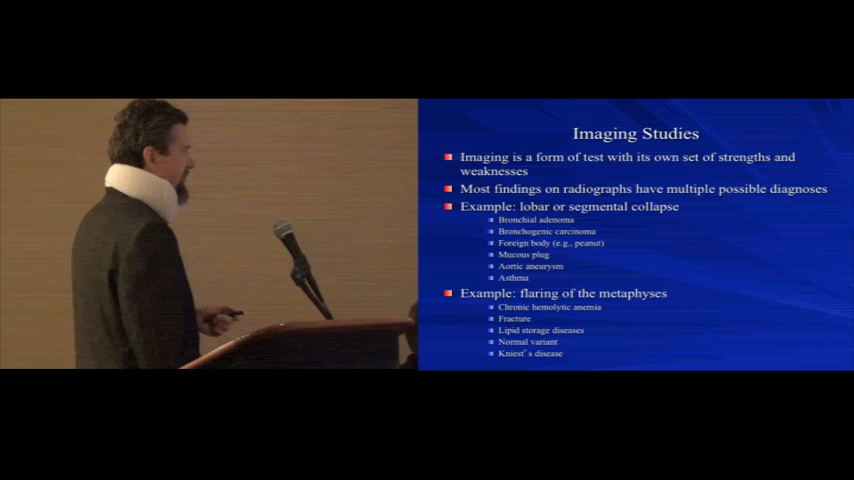 Imaging Studies
Imaging is a form of test with its own set of strengths and
weaknesses
Most findings on radiographs have multiple possible diagnoses
Example: lobar or segmental collapse
Bronchial adenoma
Bronchogenic carcinoma
Foreign body (e.g., peanut)
Mucous plug
Aortic aneurysm
Asthma
Example: flaring of the metaphyses
Chronic hemolytic anemia
Fracture
Lipid storage diseases
Normal variant
Kniest's disease